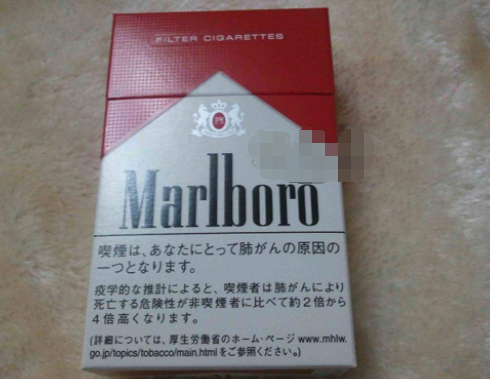 FILTER CIGARETTES
PM
Marlboro
喫煙は、あなたにとって肺がんの原因の
一つとなります。
疫学的な推計によると、喫煙者は肺がんにより
死亡する危険性が非喫煙者に比べて約2倍から
4倍高くなります。
(詳細については、厚生労働省のホーム・ページ www.mhlw.
go.jp/topics/tobacco/main.html をご参照ください。)